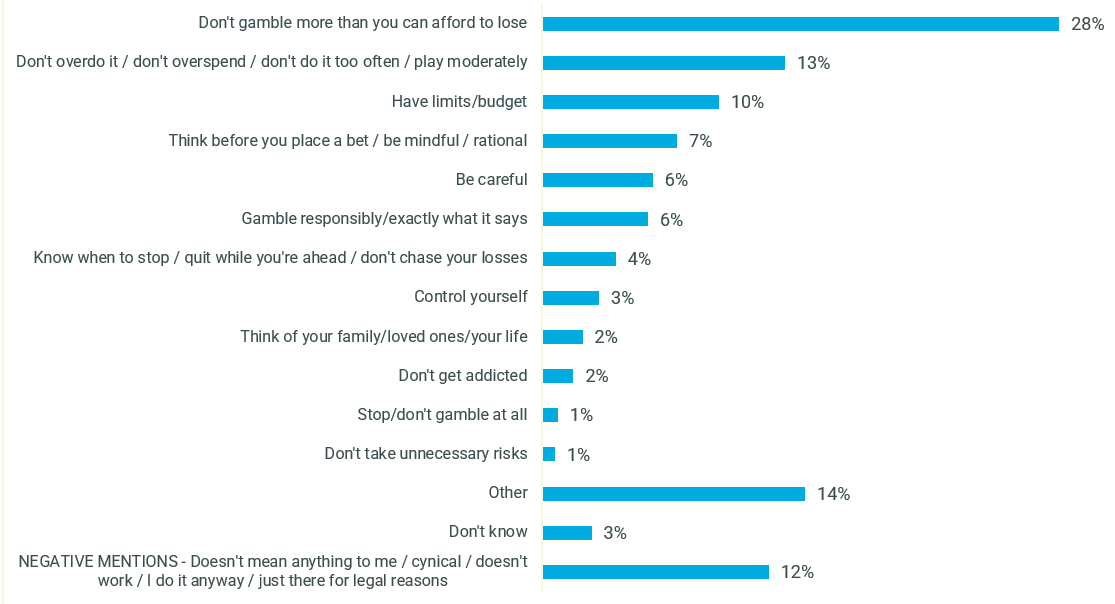 Don't gamble more than you can afford to lose 28%
Don't overdo it / don't overspend / don't do it too often / play moderately 13%
Have limits/budget 10%
Think before you place a bet / be mindful / rational 7%
Be careful 6%
Gamble responsibly/exactly what it says 6%
Know when to stop / quit while you're ahead / don't chase your losses 4%
Control yourself 3%
Think of your family/loved ones/your life 2%
Don't get addicted 2%
Stop/don't gamble at all 1%
Don't take unnecessary risks 1%
Other 14%
Don't know 3%
NEGATIVE MENTIONS - Doesn't mean anything to me / cynical / doesn't
work / I do it anyway / just there for legal reasons 12%